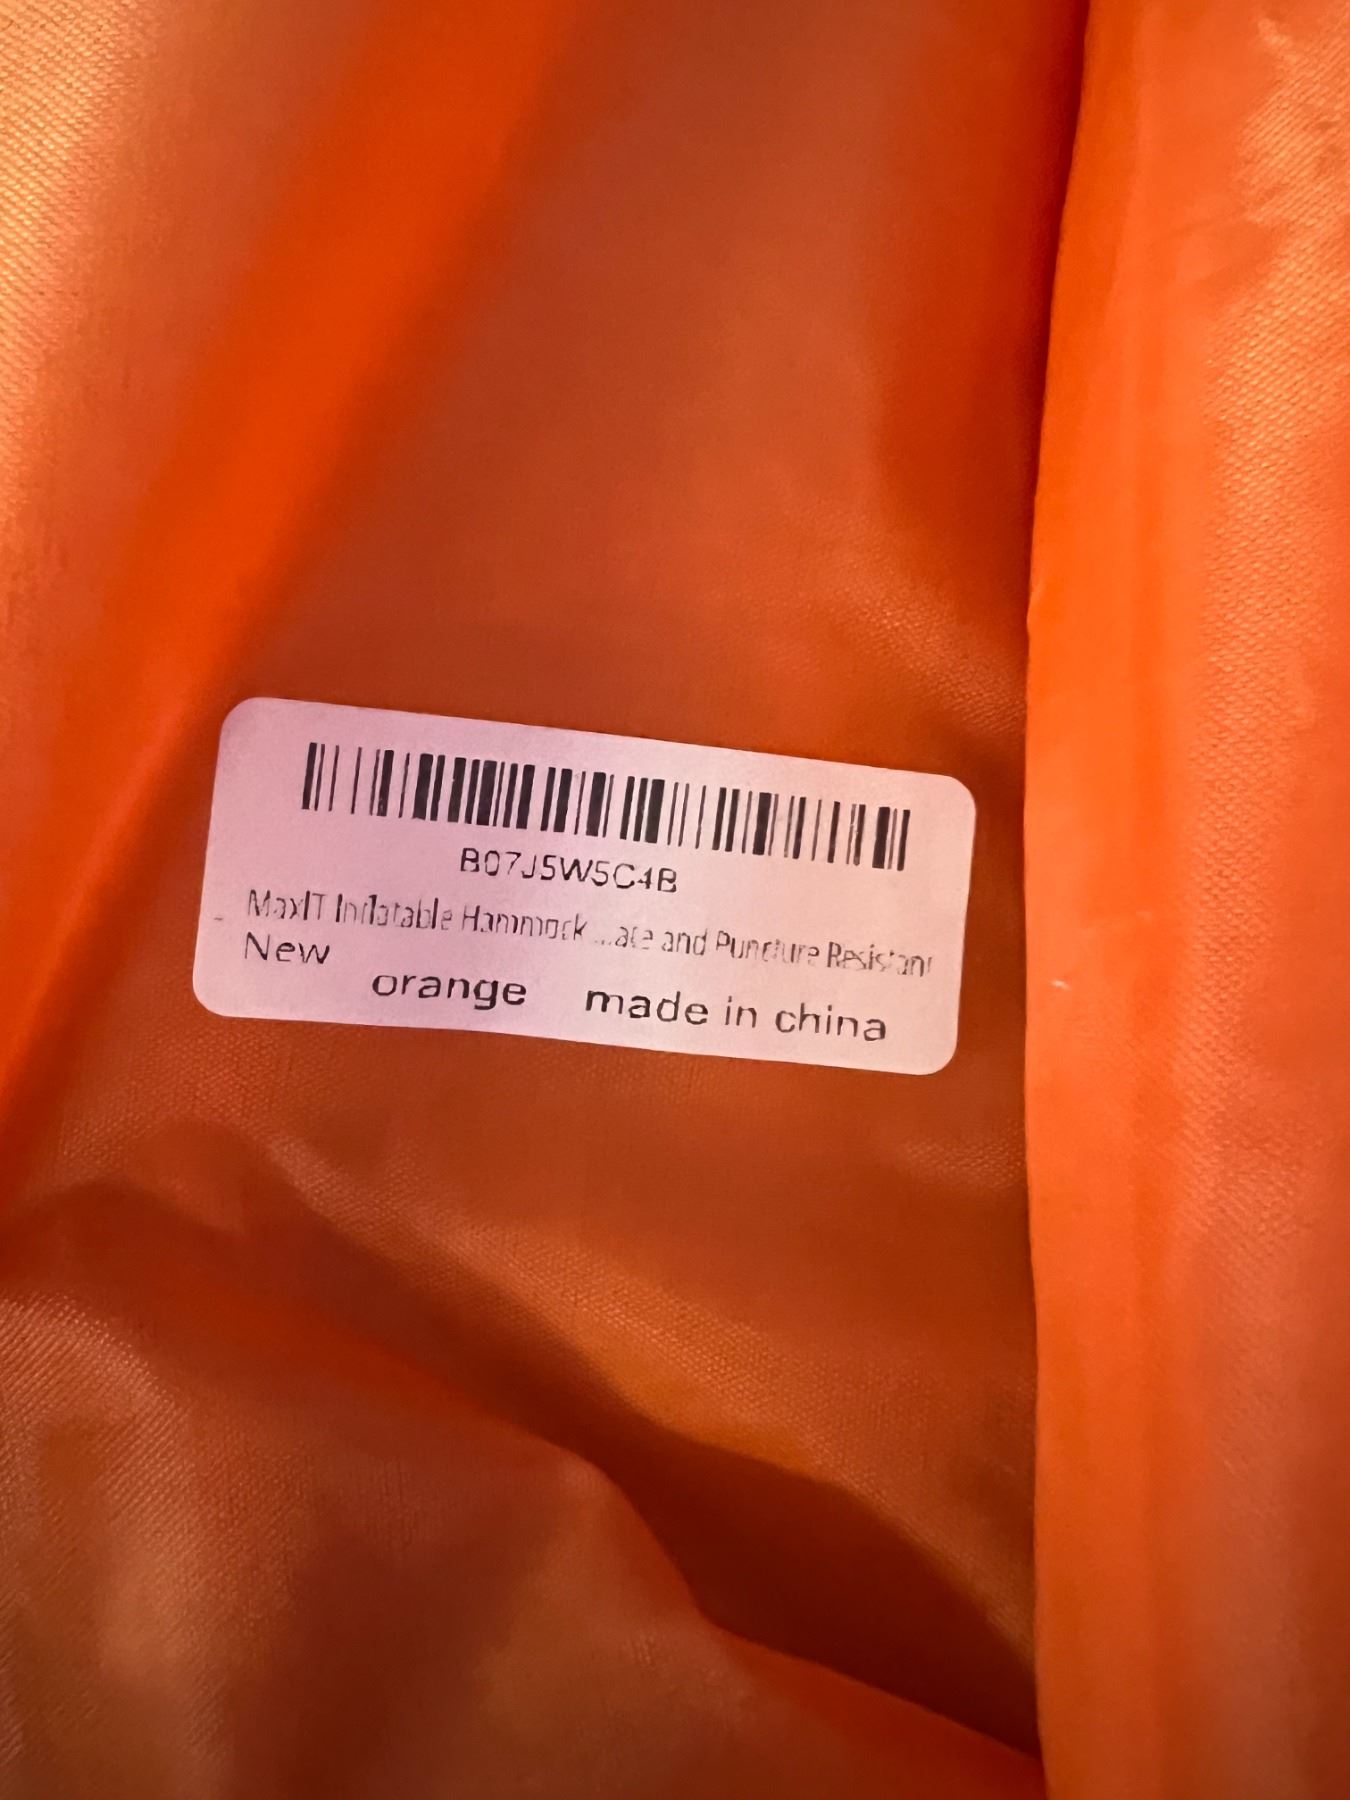 B07J5W5C4B
MaxIT Inflatable Hammock ...ate and Puncture Resistant
New
orange made in china